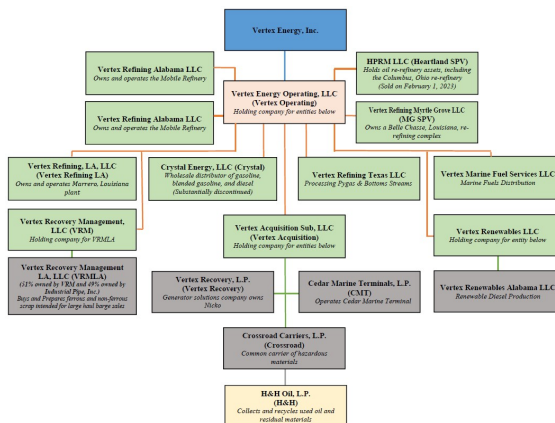 Vertex Energy, Inc.
Vertex Refining Alabama LLC
Owns and operates the Mobile Refinery
HPRM LLC (Heartland SPV)
Holds oil re-refinery assets, including
the Columbus, Ohio re-refinery
(Sold on February 1, 2023)
Vertex Energy Operating, LLC
(Vertex Operating)
Holding company for entities below
Vertex Refining Alabama LLC
Owns and operates the Mobile Refinery
Vertex Refining Myrtle Grove LLC
(MG SPV)
Owns a Belle Chasse, Louisiana, re-
refining complex
Vertex Refining, LA, LLC
(Vertex Refining LA)
Owns and operates Marrero, Louisiana
plant
Crystal Energy, LLC (Crystal)
Wholesale distributor of gasoline,
blended gasoline, and diesel
(Substantially discontinued)
Vertex Refining Texas LLC
Processing Pygas & Bottoms Streams
Vertex Marine Fuel Services LLC
Marine Fuels Distribution
Vertex Recovery Management,
LLC (VRM)
Holding company for VRMLA
Vertex Acquisition Sub, LLC
(Vertex Acquisition)
Holding company for entities below
Vertex Renewables LLC
Holding company for entity below
Vertex Recovery Management
LA, LLC (VRMLA)
(51% owned by VRM and 49% owned by
Industrial Pipe, Inc.)
Buys and Prepares ferrous and non-ferrous
scrap intended for large haul barge sales
Vertex Recovery, L.P.
(Vertex Recovery)
Generator solutions company owns
Nickco
Cedar Marine Terminals, L.P.
(CMT)
Operates Cedar Marine Terminal
Vertex Renewables Alabama LLC
Renewable Diesel Production
Crossroad Carriers, L.P.
(Crossroad)
Common carrier of hazardous
materials
H&H Oil, L.P.
(H&H)
Collects and recycles used oil and
residual materials